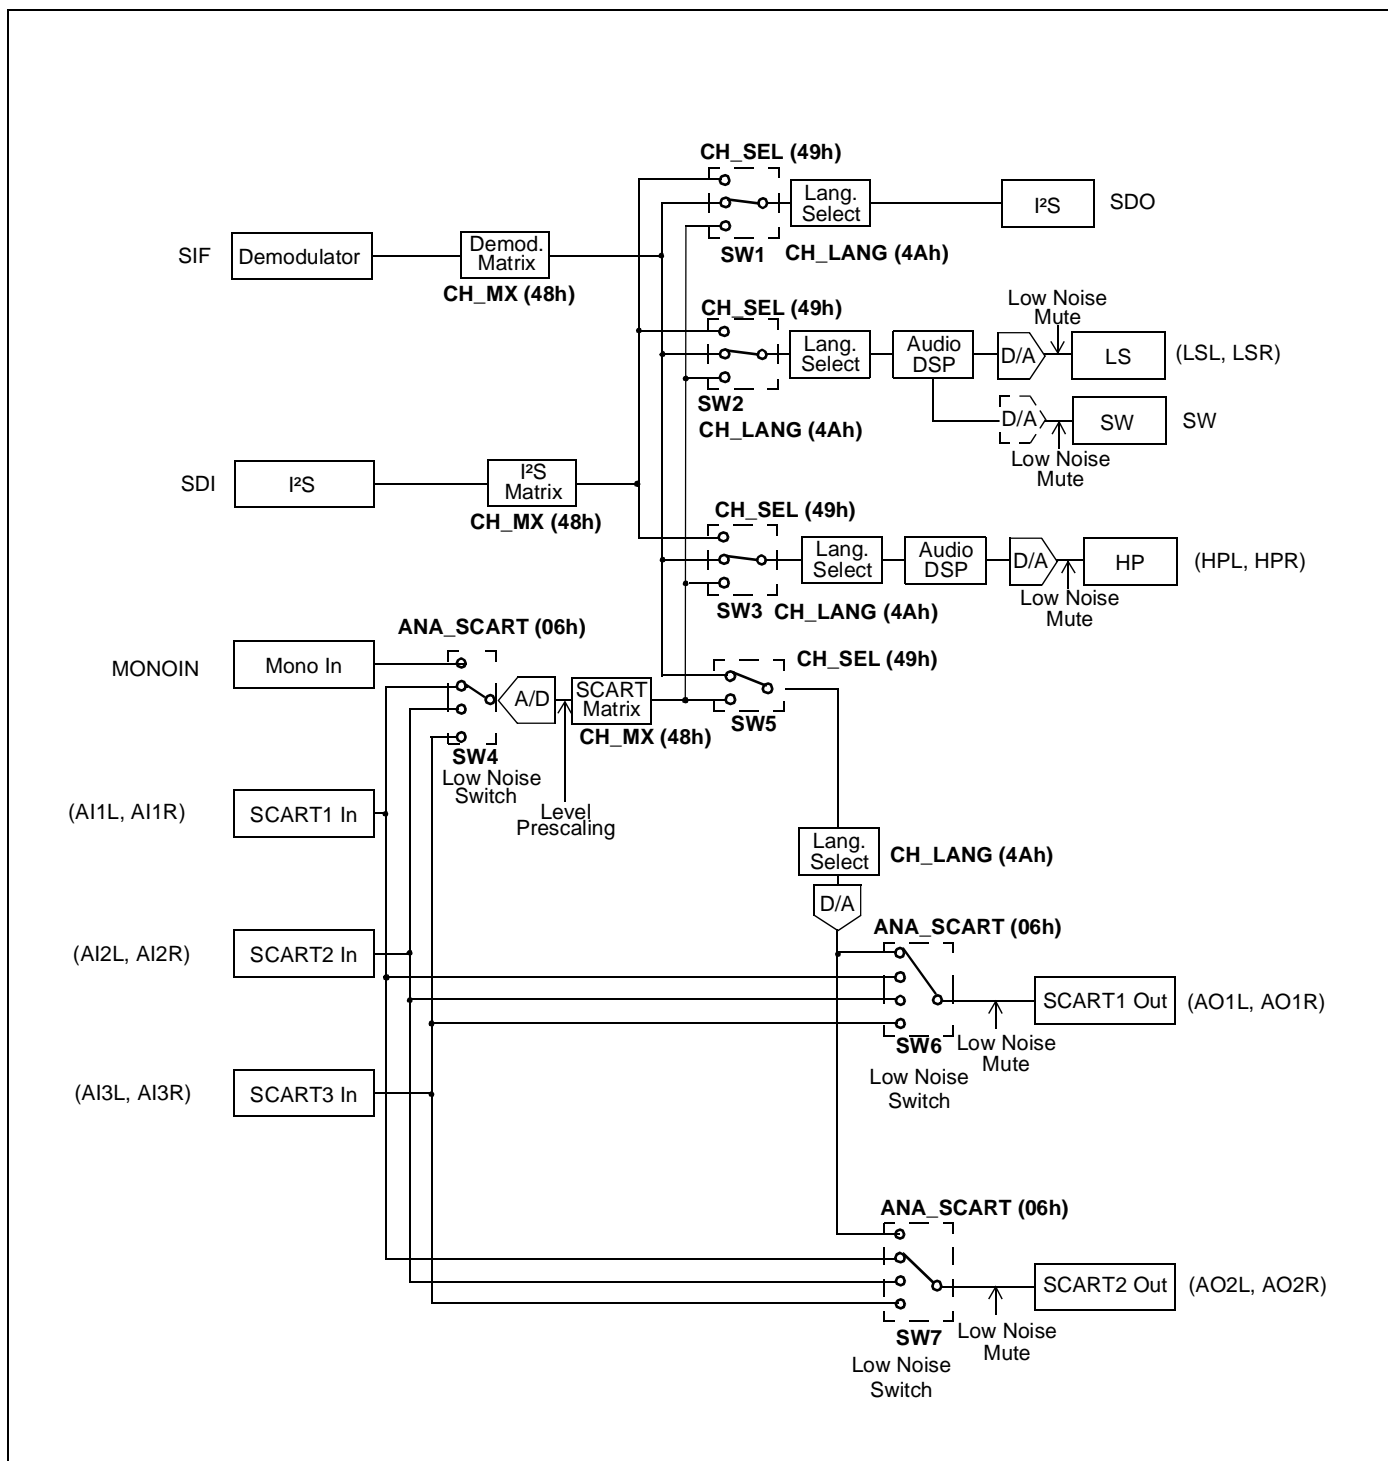 CH_SEL (49h)
Lang.
Select
I²S
SDO
SW1
CH_LANG (4Ah)
SIF
Demodulator
Demod.
Matrix
CH_MX (48h)
CH_SEL (49h)
Lang.
Select
Audio
DSP
D/A
Low Noise
Mute
LS
(LSL, LSR)
SW2
CH_LANG (4Ah)
D/A
SW
SW
Low Noise
Mute
SDI
I²S
I²S
Matrix
CH_MX (48h)
CH_SEL (49h)
Lang.
Select
Audio
DSP
D/A
HP
(HPL, HPR)
SW3
CH_LANG (4Ah)
Low Noise
Mute
ANA_SCART (06h)
MONOIN
Mono In
A/D
SCART
Matrix
CH_MX (48h)
CH_SEL (49h)
SW5
SW4
Low Noise
Switch
Level
Prescaling
(AI1L, AI1R)
SCART1 In
Lang.
Select
CH_LANG (4Ah)
D/A
(AI2L, AI2R)
SCART2 In
ANA_SCART (06h)
SCART1 Out
(AO1L, AO1R)
SW6
Low Noise
Mute
Low Noise
Switch
(AI3L, AI3R)
SCART3 In
ANA_SCART (06h)
SCART2 Out
(AO2L, AO2R)
SW7
Low Noise
Mute
Low Noise
Switch